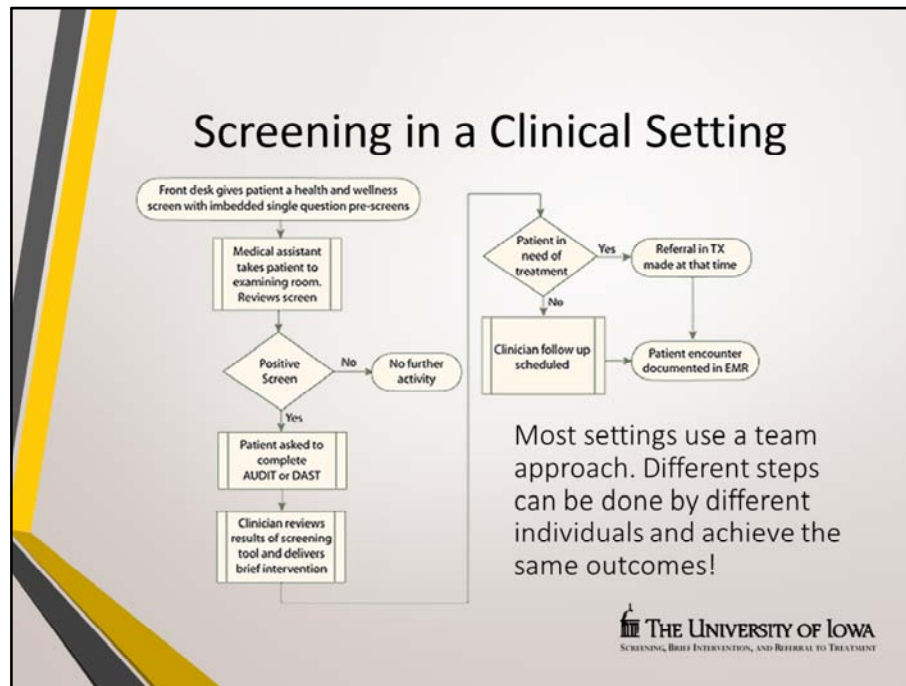 Screening in a Clinical Setting
Front desk gives patient a health and wellness
screen with imbedded single question pre-screens
Medical assistant
takes patient to
examining room.
Reviews screen
Positive
Screen
No
No further
activity
Yes
Patient asked to
complete
AUDIT or DAST
Clinician reviews
results of screening
tool and delivers
brief intervention
Patient in
need of
treatment
Yes
Referral in TX
made at that time
No
Clinician follow up
scheduled
Patient encounter
documented in EMR
Most settings use a team
approach. Different steps
can be done by different
individuals and achieve the
same outcomes!
THE UNIVERSITY OF IOWA
SCREENING, BRIEF INTERVENTION, AND REFERRAL TO TREATMENT